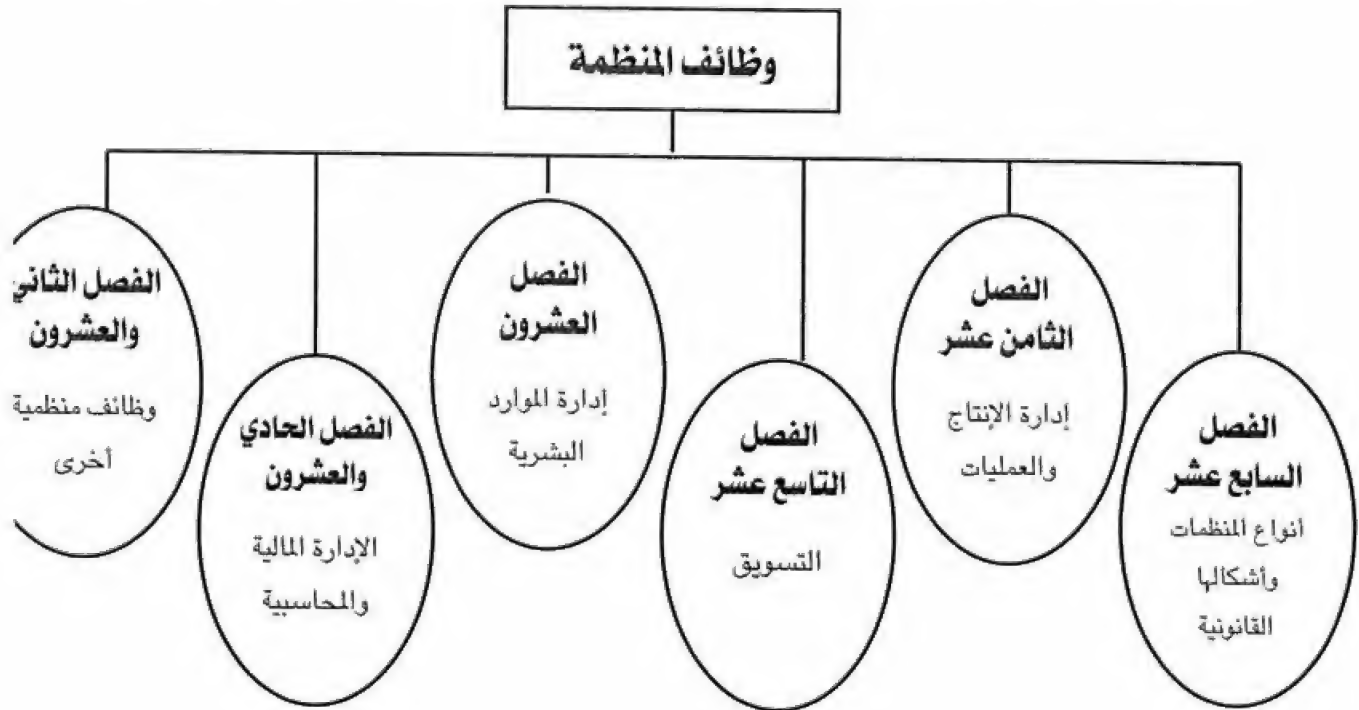 وظائف المنظمة
الفصل
السابع عشر
أنواع المنظمات
وأشكالها
القانونية
الفصل
الثامن عشر
إدارة الإنتاج
والعمليات
الفصل
التاسع عشر
التسويق
الفصل
العشرون
إدارة الموارد
البشرية
الفصل الحادي
والعشرون
الإدارة المالية
والمحاسبية
الفصل الثاني
والعشرون
وظائف منظمية
أخرى